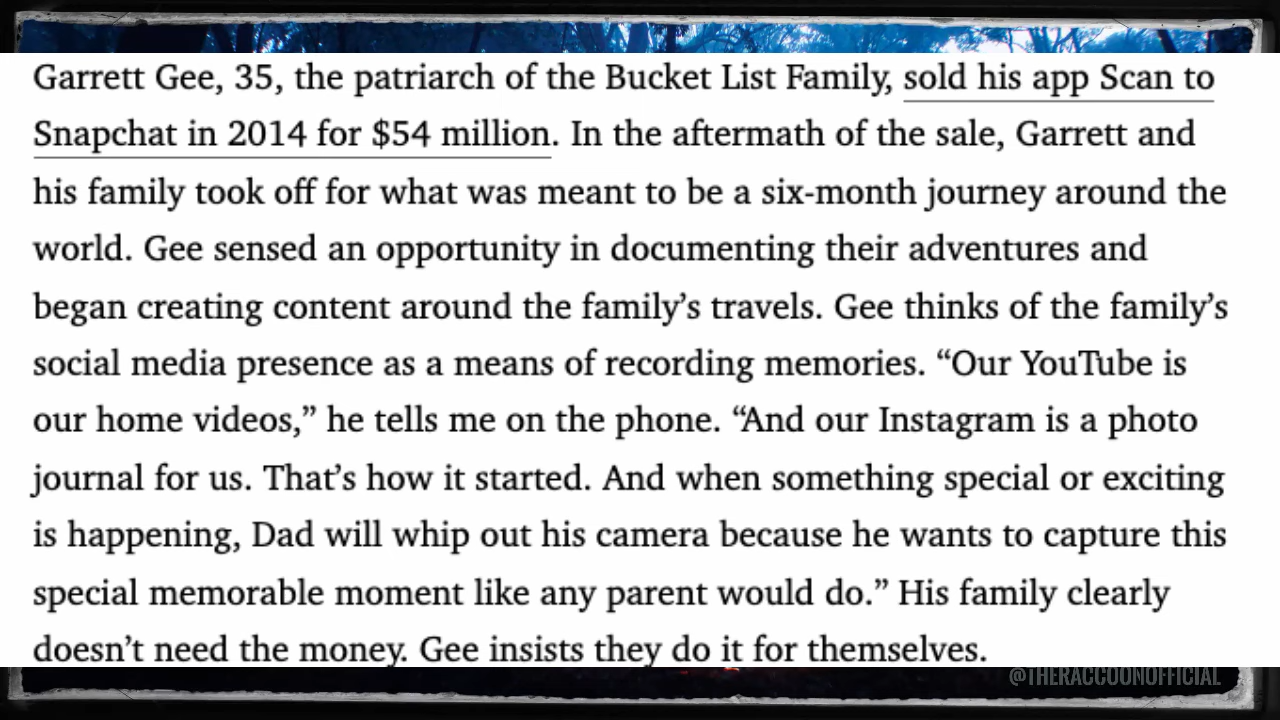 Garrett Gee, 35, the patriarch of the Bucket List Family, sold his app Scan to
Snapchat in 2014 for $54 million. In the aftermath of the sale, Garrett and
his family took off for what was meant to be a six-month journey around the
world. Gee sensed an opportunity in documenting their adventures and
began creating content around the family’s travels. Gee thinks of the family’s
social media presence as a means of recording memories. “Our YouTube is
our home videos,” he tells me on the phone. “And our Instagram is a photo
journal for us. That’s how it started. And when something special or exciting
is happening, Dad will whip out his camera because he wants to capture this
special memorable moment like any parent would do.” His family clearly
doesn’t need the money. Gee insists they do it for themselves.
@THERACCOONOFFICIAL